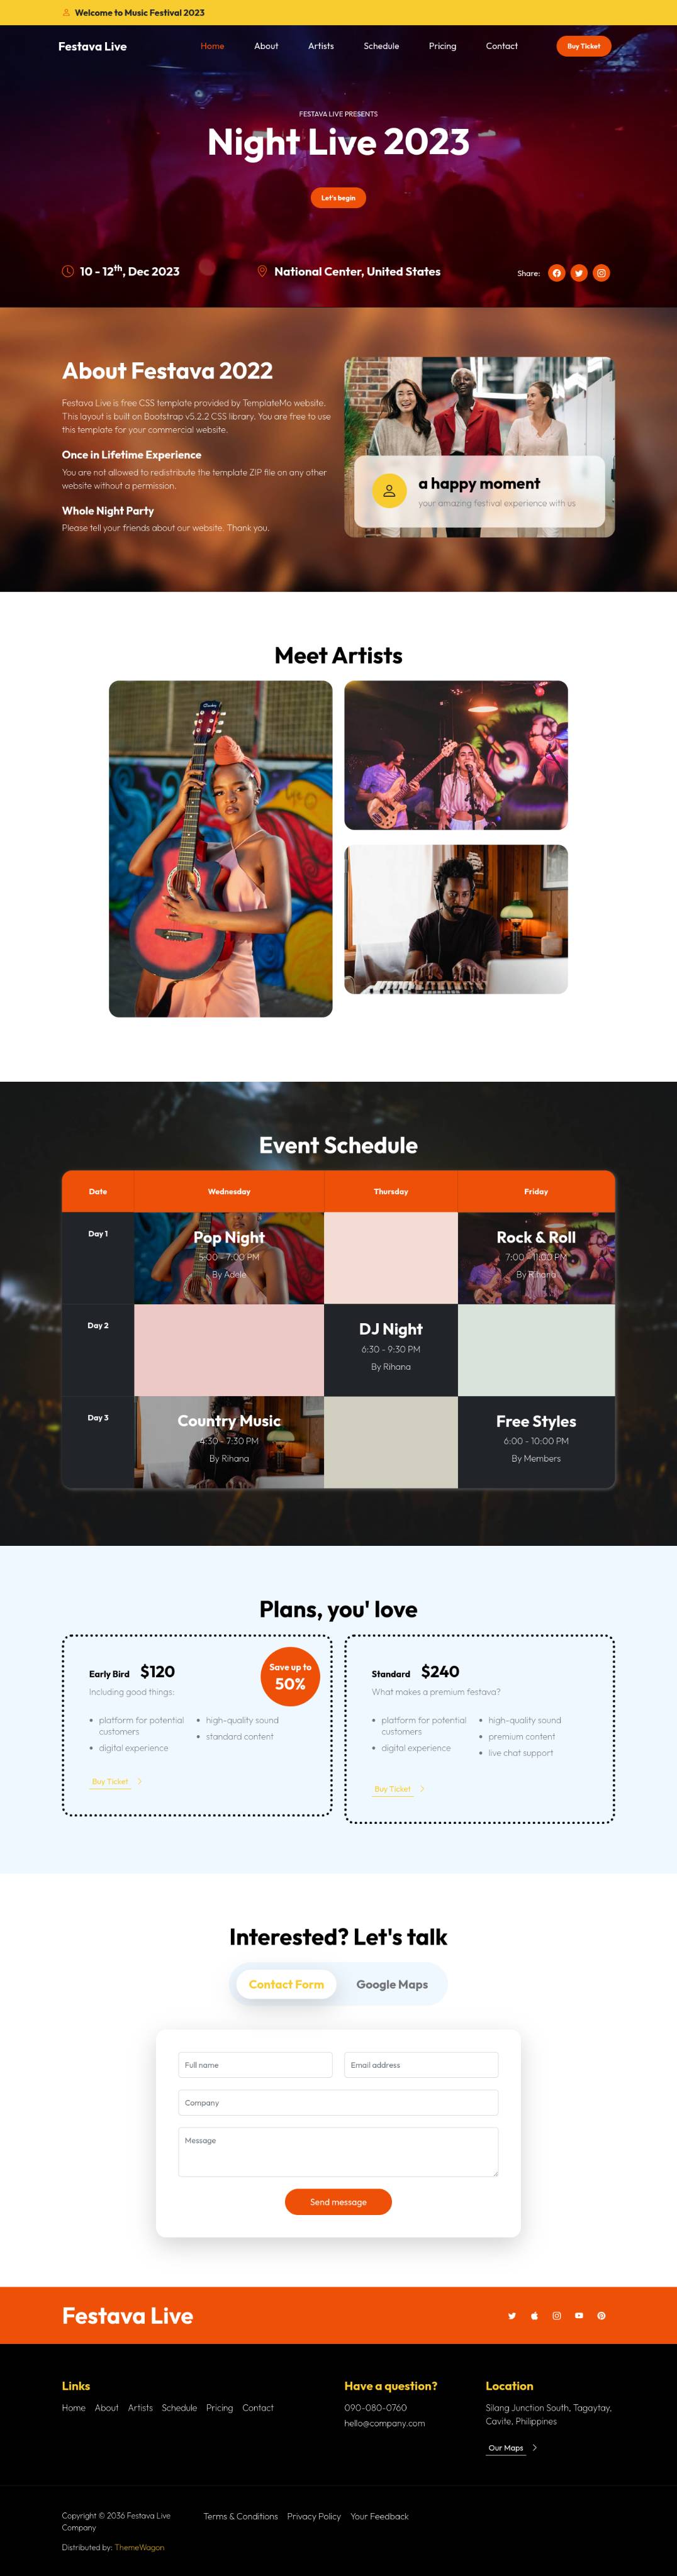 Welcome to Music Festival 2023
Festava Live
Home
About
Artists
Schedule
Pricing
Contact
Buy Ticket
FESTAVA LIVE PRESENTS
Night Live 2023
Let's begin
10 - 12th, Dec 2023
National Center, United States
Share:
About Festava 2022
Festava Live is free CSS template provided by TemplateMo website.
This layout is built on Bootstrap v5.2.2 CSS library. You are free to use
this template for your commercial website.
Once in Lifetime Experience
You are not allowed to redistribute the template ZIP file on any other
website without a permission.
Whole Night Party
Please tell your friends about our website. Thank you.
a happy moment
your amazing festival experience with us
Meet Artists
Event Schedule
Date
Wednesday
Thursday
Friday
Day 1
Pop Night
5:00 - 7:00 PM
By Adele
Rock & Roll
7:00 - 11:00 PM
By Rihana
Day 2
DJ Night
6:30 - 9:30 PM
By Rihana
Day 3
Country Music
4:30 - 7:30 PM
By Rihana
Free Styles
6:00 - 10:00 PM
By Members
Plans, you' love
Early Bird $120
Save up to
50%
Including good things:
platform for potential
customers
digital experience
high-quality sound
standard content
Buy Ticket
Standard $240
What makes a premium festava?
platform for potential
customers
digital experience
high-quality sound
premium content
live chat support
Buy Ticket
Interested? Let's talk
Contact Form
Google Maps
Full name
Email address
Company
Message
Send message
Festava Live
Links
Home About Artists Schedule Pricing Contact
Have a question?
090-080-0760
hello@company.com
Location
Silang Junction South, Tagaytay,
Cavite, Philippines
Our Maps
Copyright © 2036 Festava Live
Company
Distributed by: ThemeWagon
Terms & Conditions Privacy Policy Your Feedback